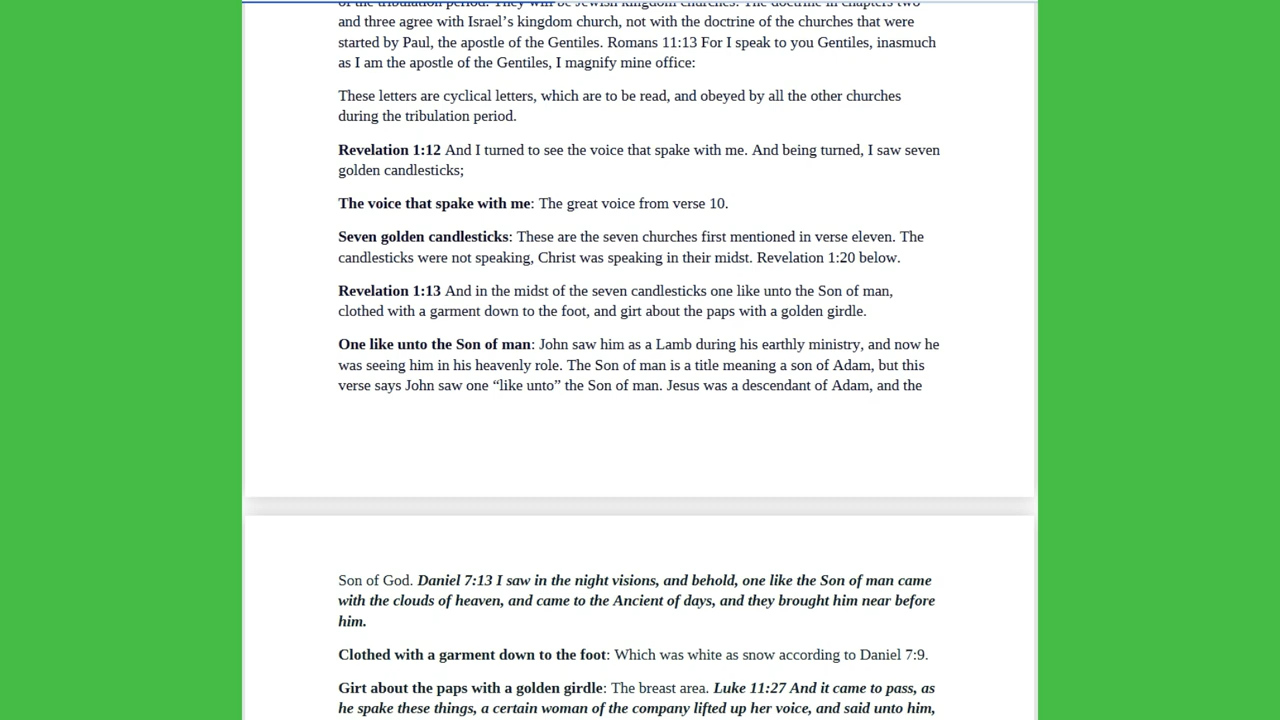 of the tribulation period. They will be Jewish kingdom churches. The doctrine in chapters two
and three agree with Israel’s kingdom church, not with the doctrine of the churches that were
started by Paul, the apostle of the Gentiles. Romans 11:13 For I speak to you Gentiles, inasmuch
as I am the apostle of the Gentiles, I magnify mine office:
These letters are cyclical letters, which are to be read, and obeyed by all the other churches
during the tribulation period.
Revelation 1:12 And I turned to see the voice that spake with me. And being turned, I saw seven
golden candlesticks;
The voice that spake with me: The great voice from verse 10.
Seven golden candlesticks: These are the seven churches first mentioned in verse eleven. The
candlesticks were not speaking, Christ was speaking in their midst. Revelation 1:20 below.
Revelation 1:13 And in the midst of the seven candlesticks one like unto the Son of man,
clothed with a garment down to the foot, and girt about the paps with a golden girdle.
One like unto the Son of man: John saw him as a Lamb during his earthly ministry, and now he
was seeing him in his heavenly role. The Son of man is a title meaning a son of Adam, but this
verse says John saw one “like unto” the Son of man. Jesus was a descendant of Adam, and the
Son of God. Daniel 7:13 I saw in the night visions, and behold, one like the Son of man came
with the clouds of heaven, and came to the Ancient of days, and they brought him near before
him.
Clothed with a garment down to the foot: Which was white as snow according to Daniel 7:9.
Girt about the paps with a golden girdle: The breast area. Luke 11:27 And it came to pass, as
he spake these things, a certain woman of the company lifted up her voice, and said unto him,